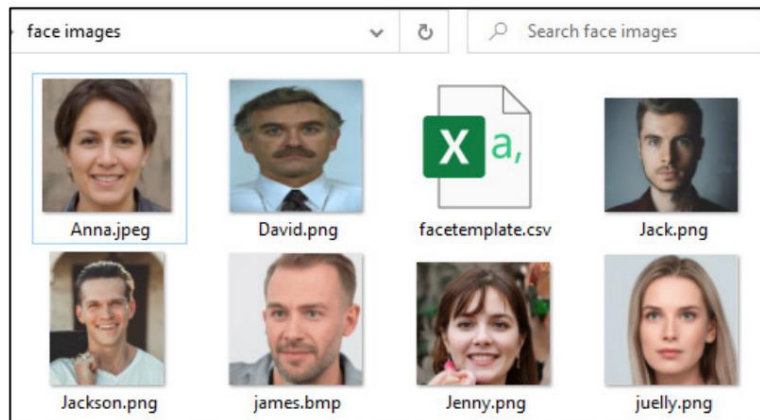 face images
Search face images
a,
X
Anna.jpeg
David.png
facetemplate.csv
Jack.png
Jackson.png
james.bmp
Jenny.png
juelly.png